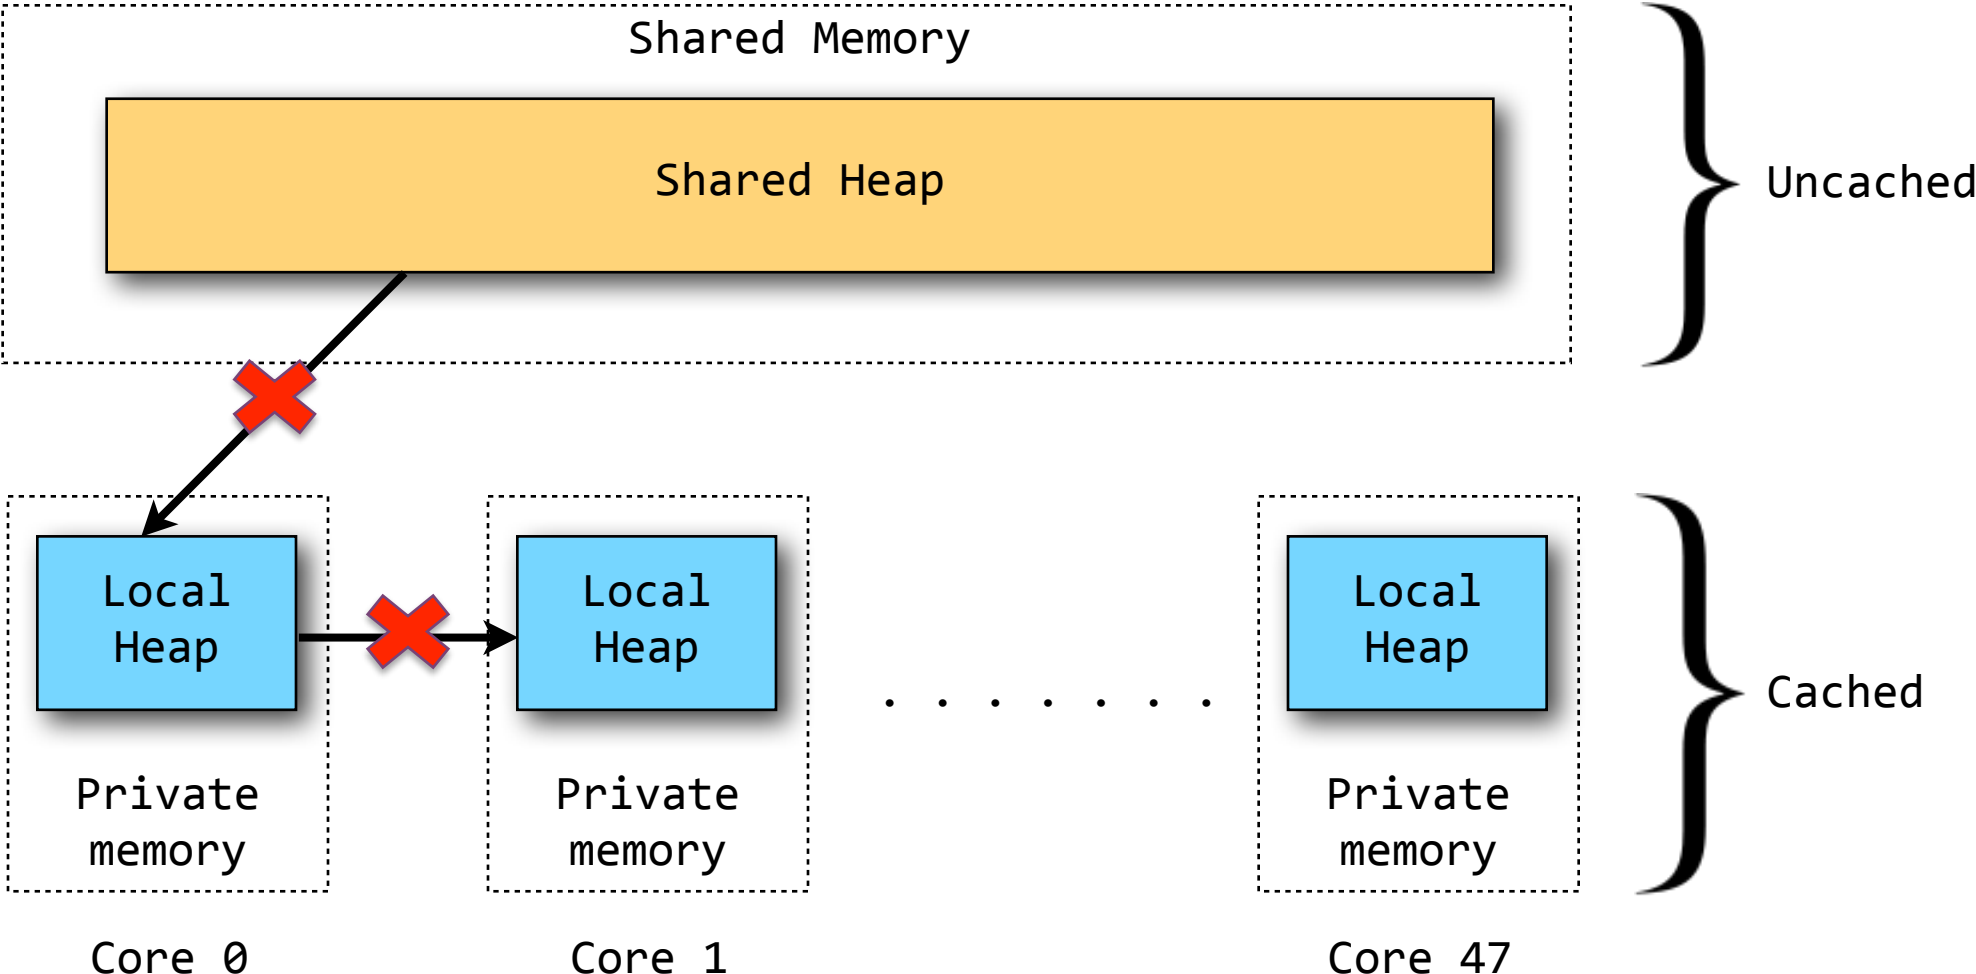 Shared Memory
Shared Heap
Uncached
Local
Heap
Local
Heap
. . . . . . .
Local
Heap
Cached
Private
memory
Private
memory
Private
memory
Core 0
Core 1
Core 47